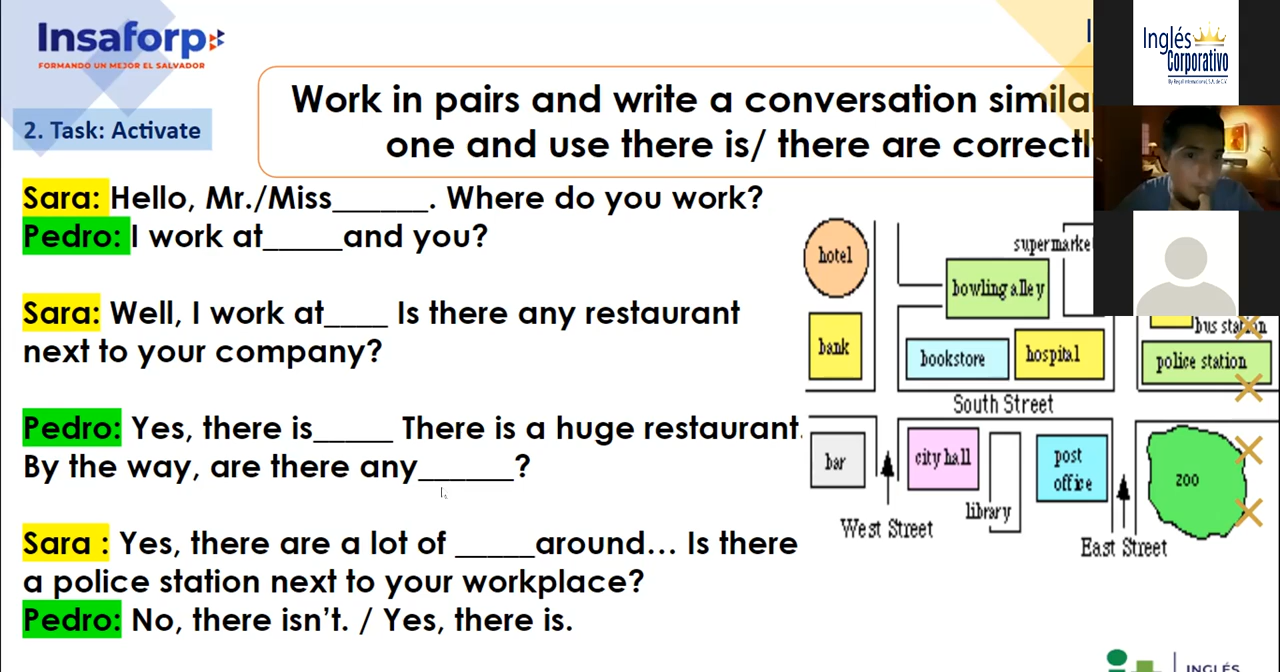 Insaforp
FORMANDO UN MEJOR EL SALVADOR
Inglés
Corporativo
2. Task: Activate
Work in pairs and write a conversation simila
one and use there is/ there are correctly
Sara: Hello, Mr./Miss______. Where do you work?
Pedro: I work at_____and you?
Sara: Well, I work at____ Is there any restaurant
next to your company?
Pedro: Yes, there is_____ There is a huge restaurant.
By the way, are there any______?
Sara : Yes, there are a lot of _____around... Is there
a police station next to your workplace?
Pedro: No, there isn't. / Yes, there is.
hotel
supermarke
bowling alley
bank
bookstore
hospital
bus station
police station
South Street
bar
city hall
post
office
zoo
library
West Street
East Street
INGLÉS